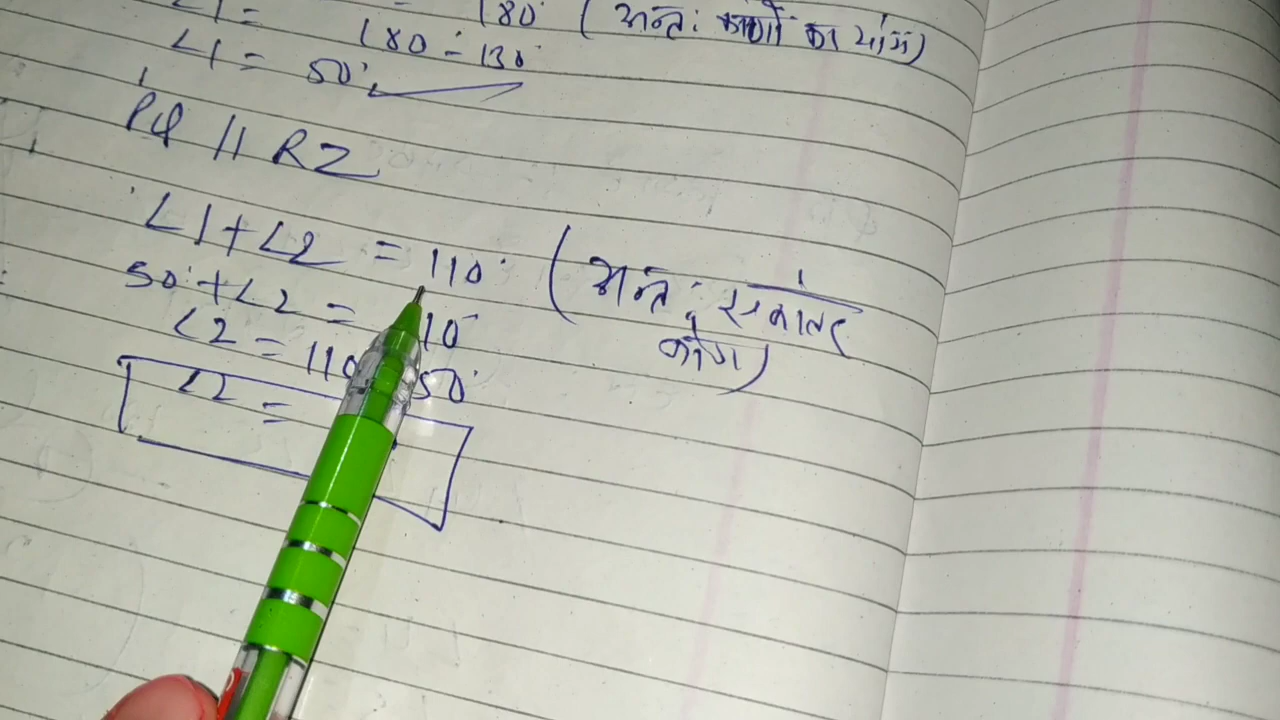 ∠1 = 180° (अन्तः कोणों का योग)
∠1 = 180° - 130°
∠1 = 50°
PQ || RZ
∠1 + ∠2 = 110° (अन्तः एकांतर कोण)
50° + ∠2 = 110°
∠2 = 110 50°
∠2 =